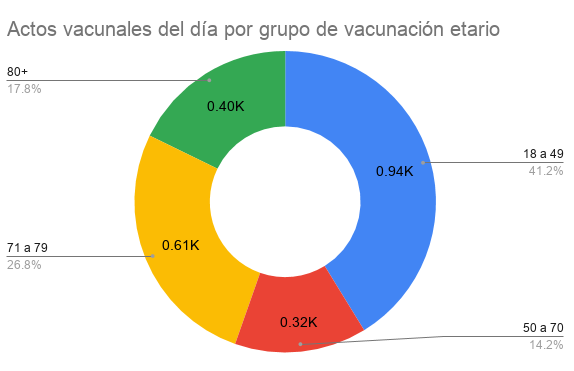 Actos vacunales del día por grupo de vacunación etario
80+
17.8%
0.40K
18 a 49
41.2%
0.94K
71 a 79
26.8%
0.61K
50 a 70
14.2%
0.32K